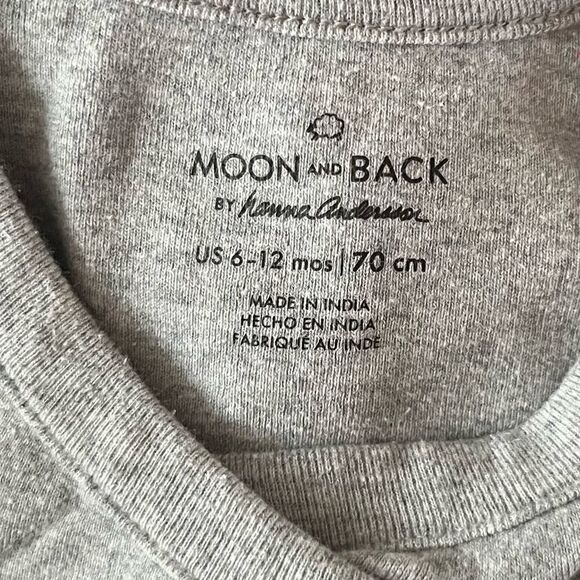 MOON AND BACK
BY hanna Andersson
US 6-12 mos | 70 cm
MADE IN INDIA
HECHO EN INDIA
FABRIQUÉ AU INDE